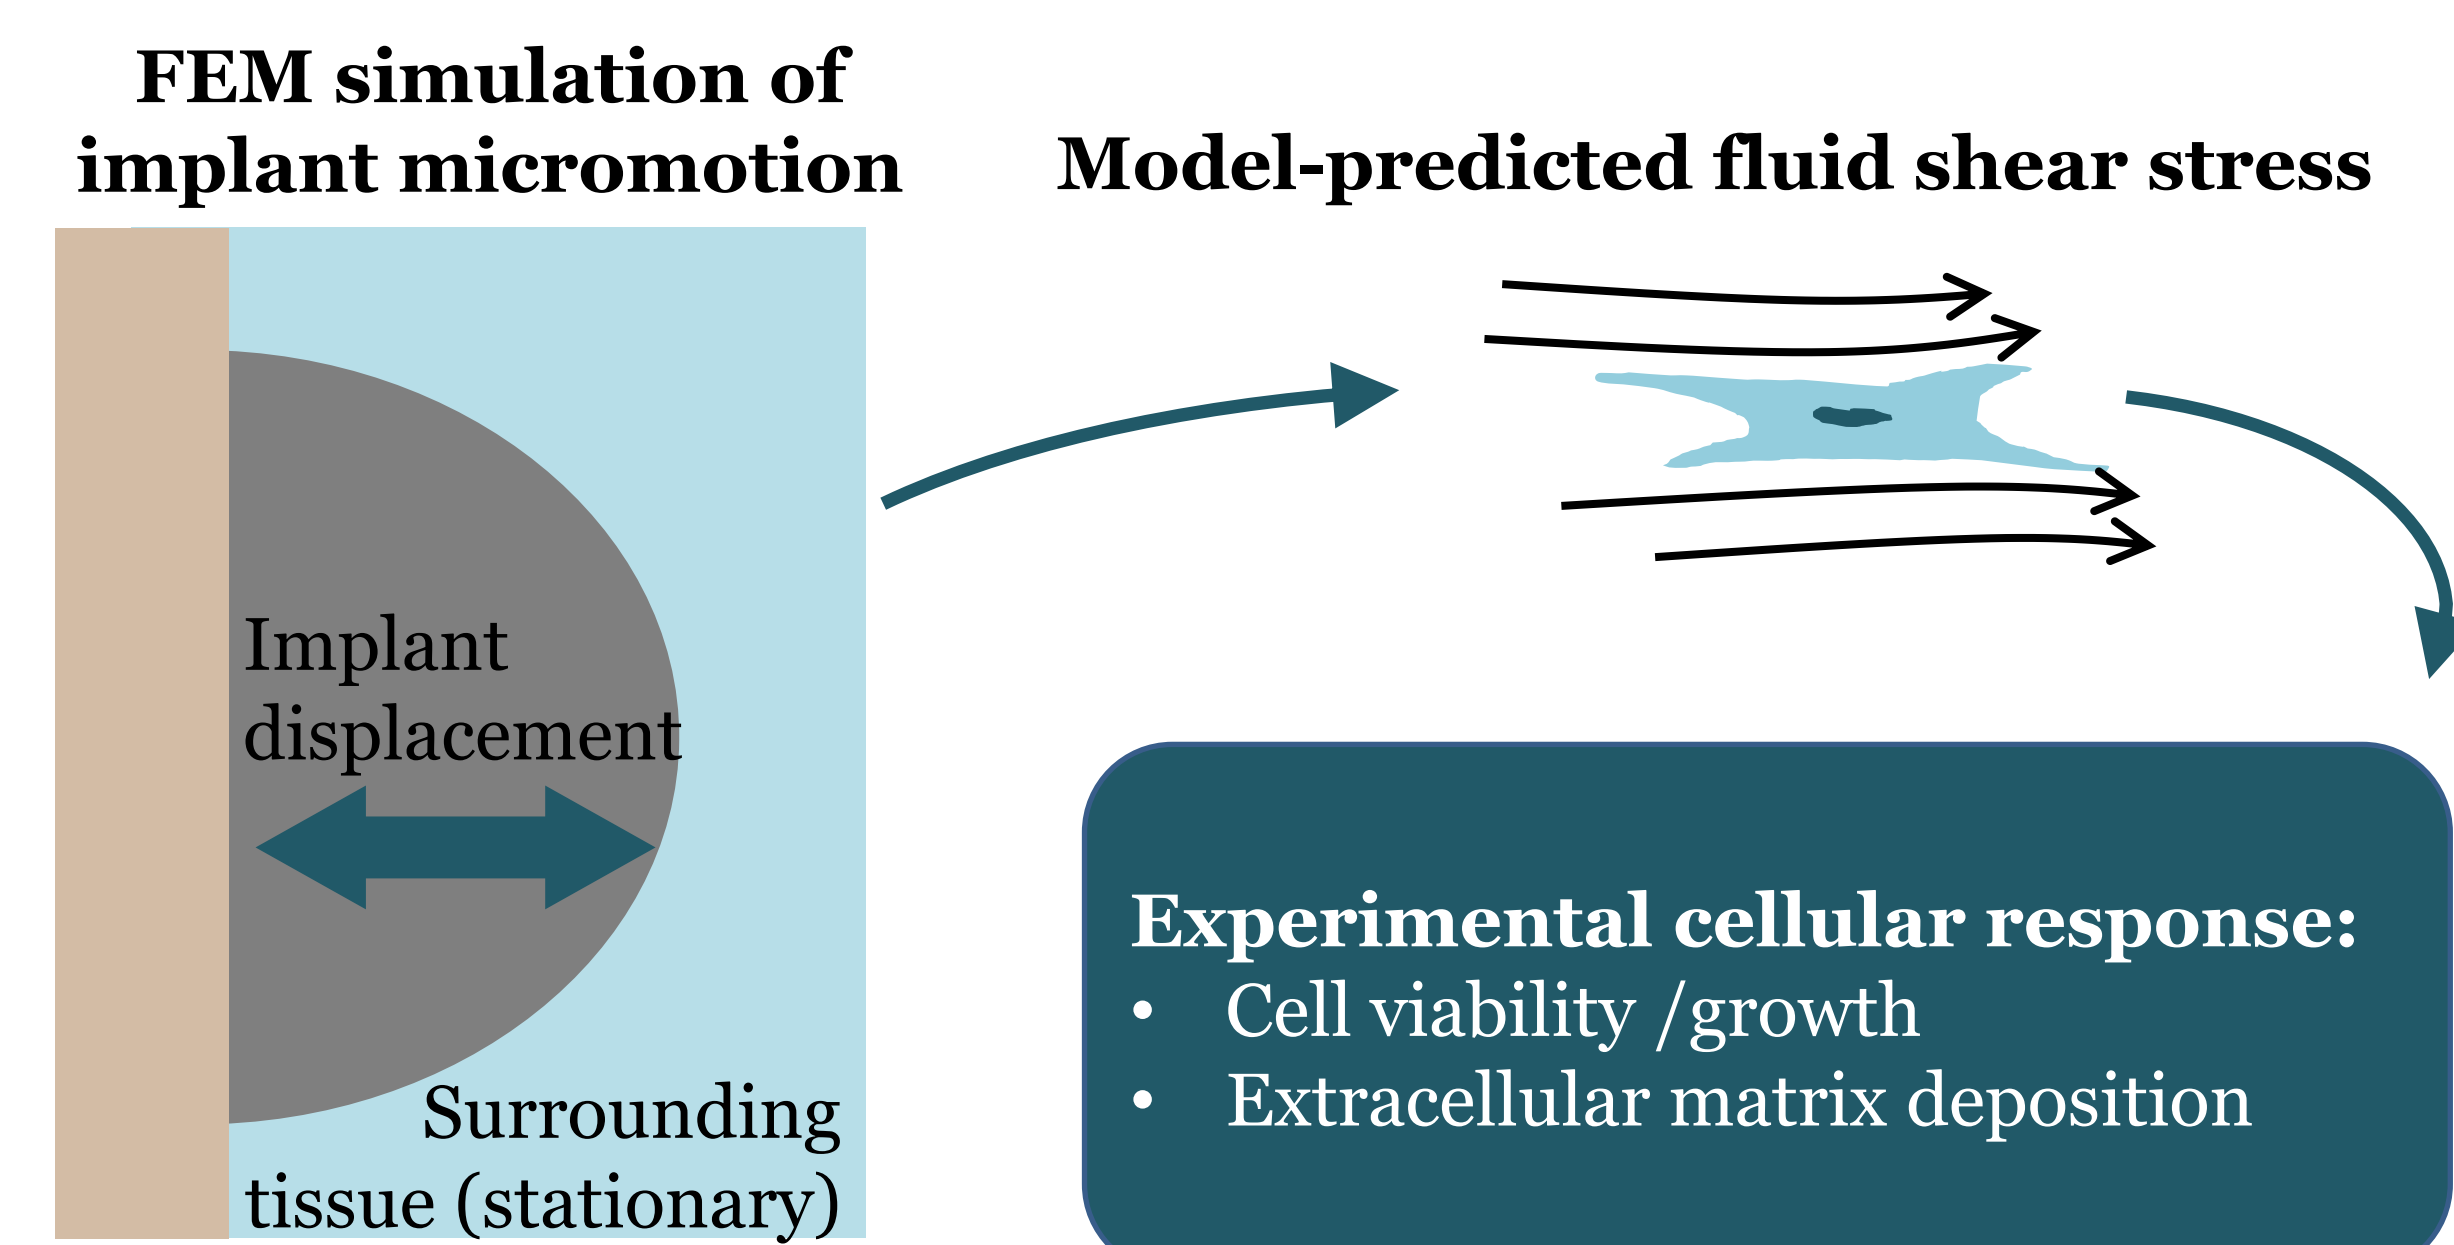 FEM simulation of
implant micromotion
Model-predicted fluid shear stress
Implant
displacement
Surrounding
tissue (stationary)
Experimental cellular response:
• Cell viability /growth
• Extracellular matrix deposition